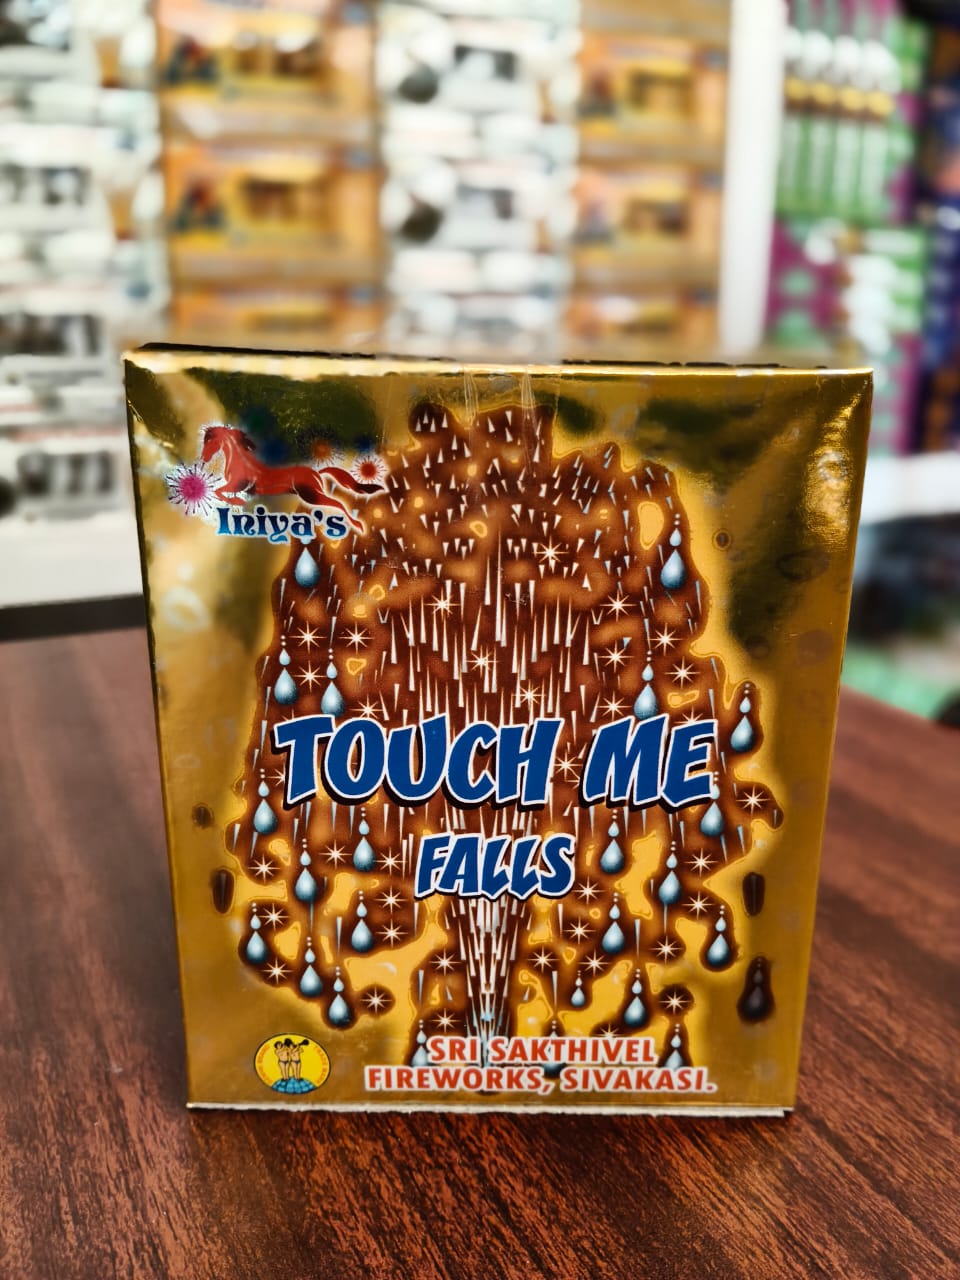 Iniya's
TOUCH ME
FALLS
SRI SAKTHIVEL
FIREWORKS, SIVAKASI.